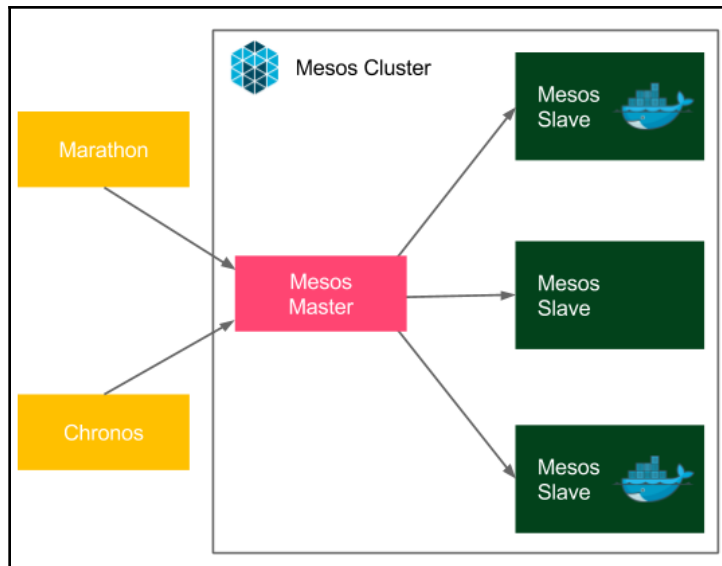 Mesos Cluster
Mesos
Slave
Marathon
Mesos
Master
Mesos
Slave
Chronos
Mesos
Slave